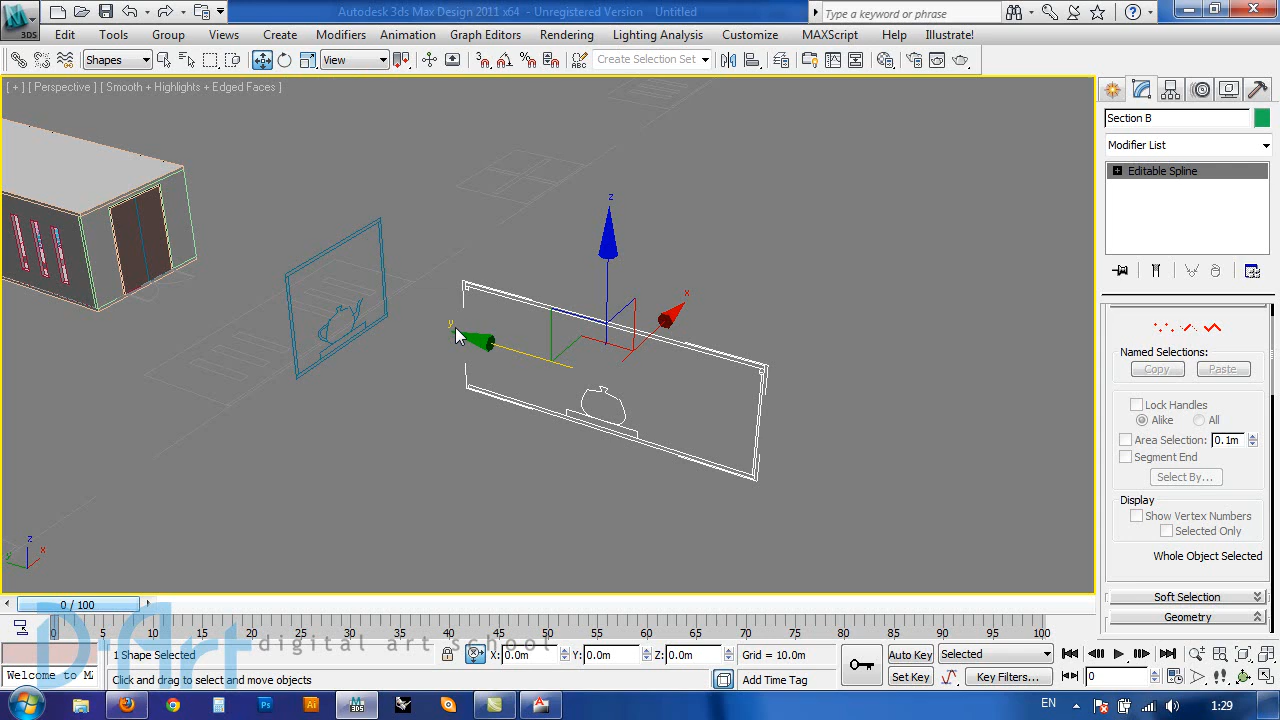 Autodesk 3ds Max Design 2011 x64 - Unregistered Version Untitled
Type a keyword or phrase
3DS
Edit Tools Group Views Create Modifiers Animation Graph Editors Rendering Lighting Analysis Customize MAXScript Help Illustrate!
Shapes
View
Create Selection Set
[ + ] [ Perspective ] [ Smooth + Highlights + Edged Faces ]
Section B
Modifier List
Editable Spline
z
x
y
Named Selections:
Copy Paste
Lock Handles
Alike All
Area Selection: 0.1m
Segment End
Select By...
Display
Show Vertex Numbers
Selected Only
Whole Object Selected
Soft Selection
Geometry
z
x
y
0 / 100
0 5 10 15 20 25 30 35 40 45 50 55 60 65 70 75 80 85 90 95 100
D-Art digital art school
1 Shape Selected
X: 0.0m Y: 0.0m Z: 0.0m
Grid = 10.0m
Auto Key
Selected
Welcome to M
Click and drag to select and move objects
Add Time Tag
Set Key
Key Filters...
0
EN
1:29